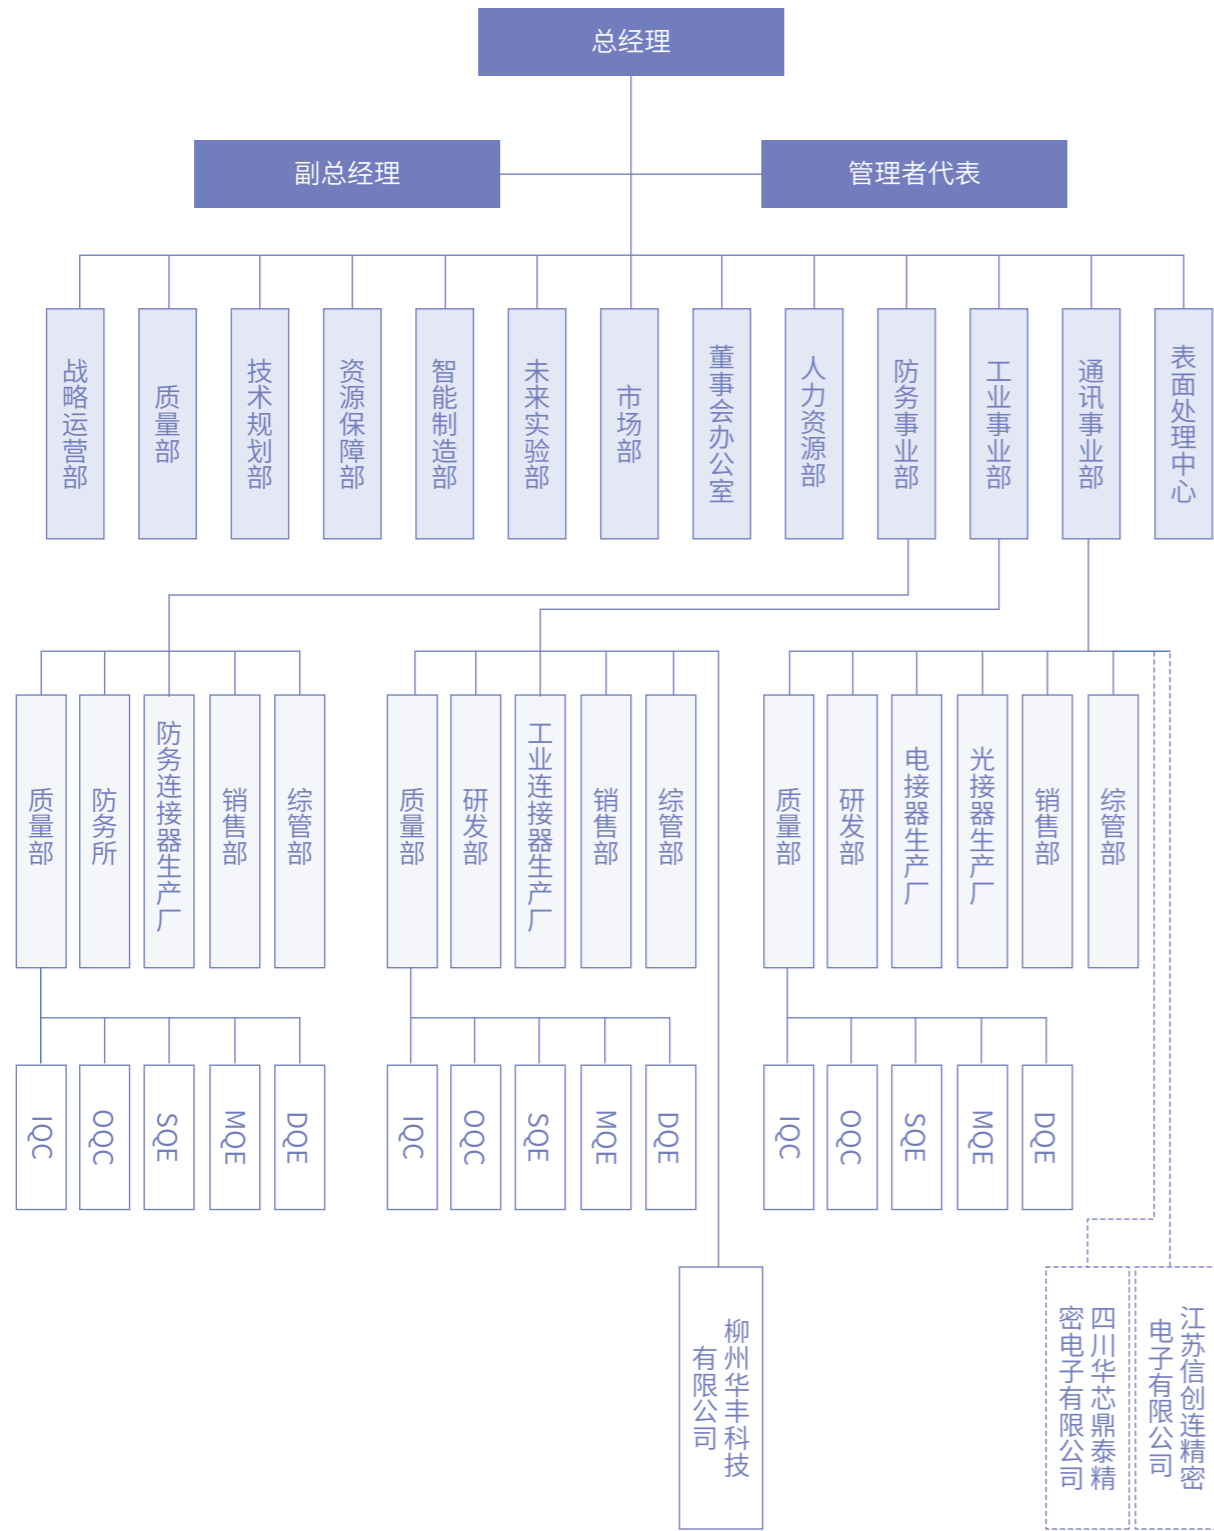 总经理
副总经理
管理者代表
战略运营部
质量部
技术规划部
资源保障部
智能制造部
未来实验部
市场部
董事会办公室
人力资源部
防务事业部
工业事业部
通讯事业部
表面处理中心
质量部
防务所
防务连接器生产厂
销售部
综管部
质量部
研发部
工业连接器生产厂
销售部
综管部
质量部
研发部
电接器生产厂
光接器生产厂
销售部
综管部
IQC
OQC
SQE
MQE
DQE
IQC
OQC
SQE
MQE
DQE
IQC
OQC
SQE
MQE
DQE
柳州华丰科技
有限公司
四川华芯鼎泰精
密电子有限公司
江苏信创连精密
电子有限公司